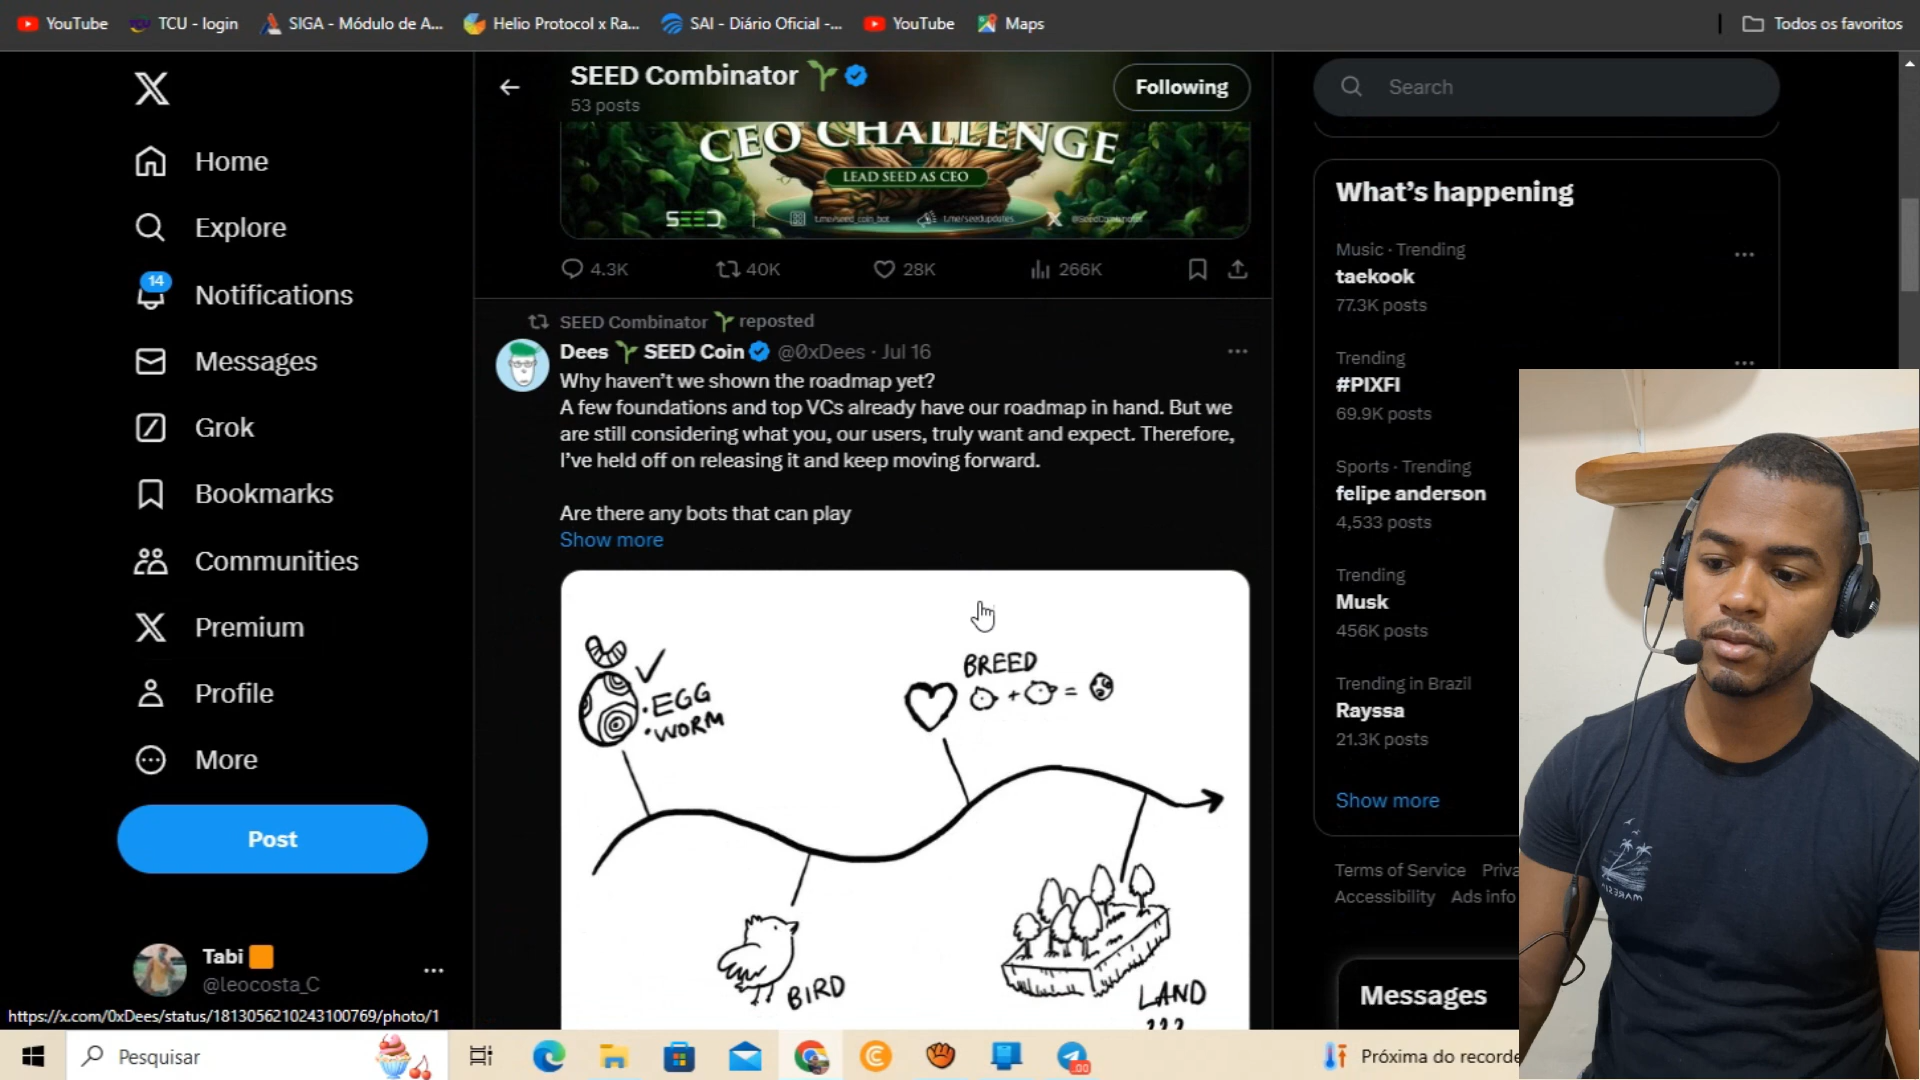 YouTube
TCU - login
SIGA - Módulo de A...
Helio Protocol x Ra...
SAI - Diário Oficial -...
YouTube
Maps
Todos os favoritos
Home
Explore
14
Notifications
Messages
Grok
Bookmarks
Communities
Premium
Profile
More
Post
Tabi
@leocosta_C
SEED Combinator
53 posts
Following
CEO CHALLENGE
LEAD SEED AS CEO
SEED
t.me/seed_coin_bot
t.me/seedupdates
@SeedCombinator
4.3K
40K
28K
266K
SEED Combinator reposted
Dees SEED Coin @0xDees · Jul 16
Why haven't we shown the roadmap yet?
A few foundations and top VCs already have our roadmap in hand. But we
are still considering what you, our users, truly want and expect. Therefore,
I've held off on releasing it and keep moving forward.
Are there any bots that can play
Show more
• EGG
• WORM
BREED
+ =
BIRD
LAND
???
Search
What's happening
Music · Trending
taekook
77.3K posts
Trending
#PIXFI
69.9K posts
Sports · Trending
felipe anderson
4,533 posts
Trending
Musk
456K posts
Trending in Brazil
Rayssa
21.3K posts
Show more
Terms of Service
Accessibility Ads info
Messages
https://x.com/0xDees/status/1813056210243100769/photo/1
Pesquisar
Próxima do recorde